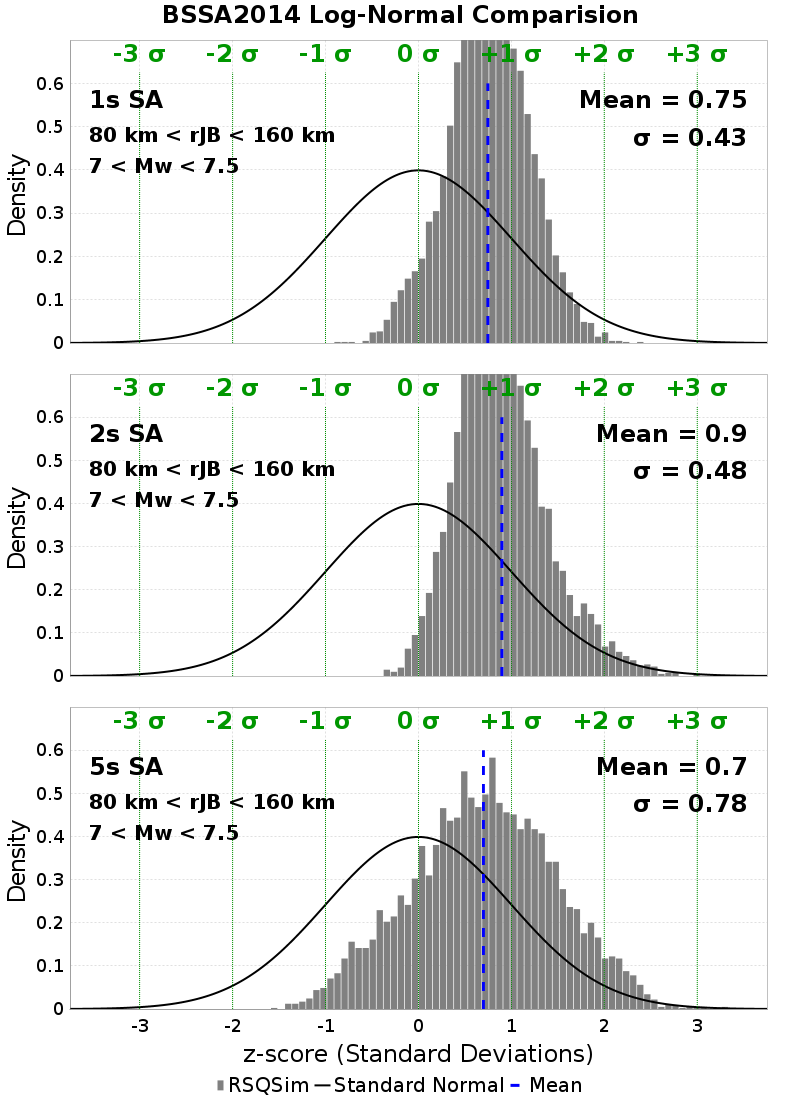 BSSA2014 Log-Normal Comparision
-3 σ -2 σ -1 σ 0 σ +1 σ +2 σ +3 σ
1s SA
Mean = 0.75
80 km < rJB < 160 km
σ = 0.43
7 < Mw < 7.5
Density
0.6
0.5
0.4
0.3
0.2
0.1
0
-3 σ -2 σ -1 σ 0 σ +1 σ +2 σ +3 σ
2s SA
Mean = 0.9
80 km < rJB < 160 km
σ = 0.48
7 < Mw < 7.5
Density
0.6
0.5
0.4
0.3
0.2
0.1
0
-3 σ -2 σ -1 σ 0 σ +1 σ +2 σ +3 σ
5s SA
Mean = 0.7
80 km < rJB < 160 km
σ = 0.78
7 < Mw < 7.5
Density
0.6
0.5
0.4
0.3
0.2
0.1
0
-3 -2 -1 0 1 2 3
z-score (Standard Deviations)
RSQSim Standard Normal Mean